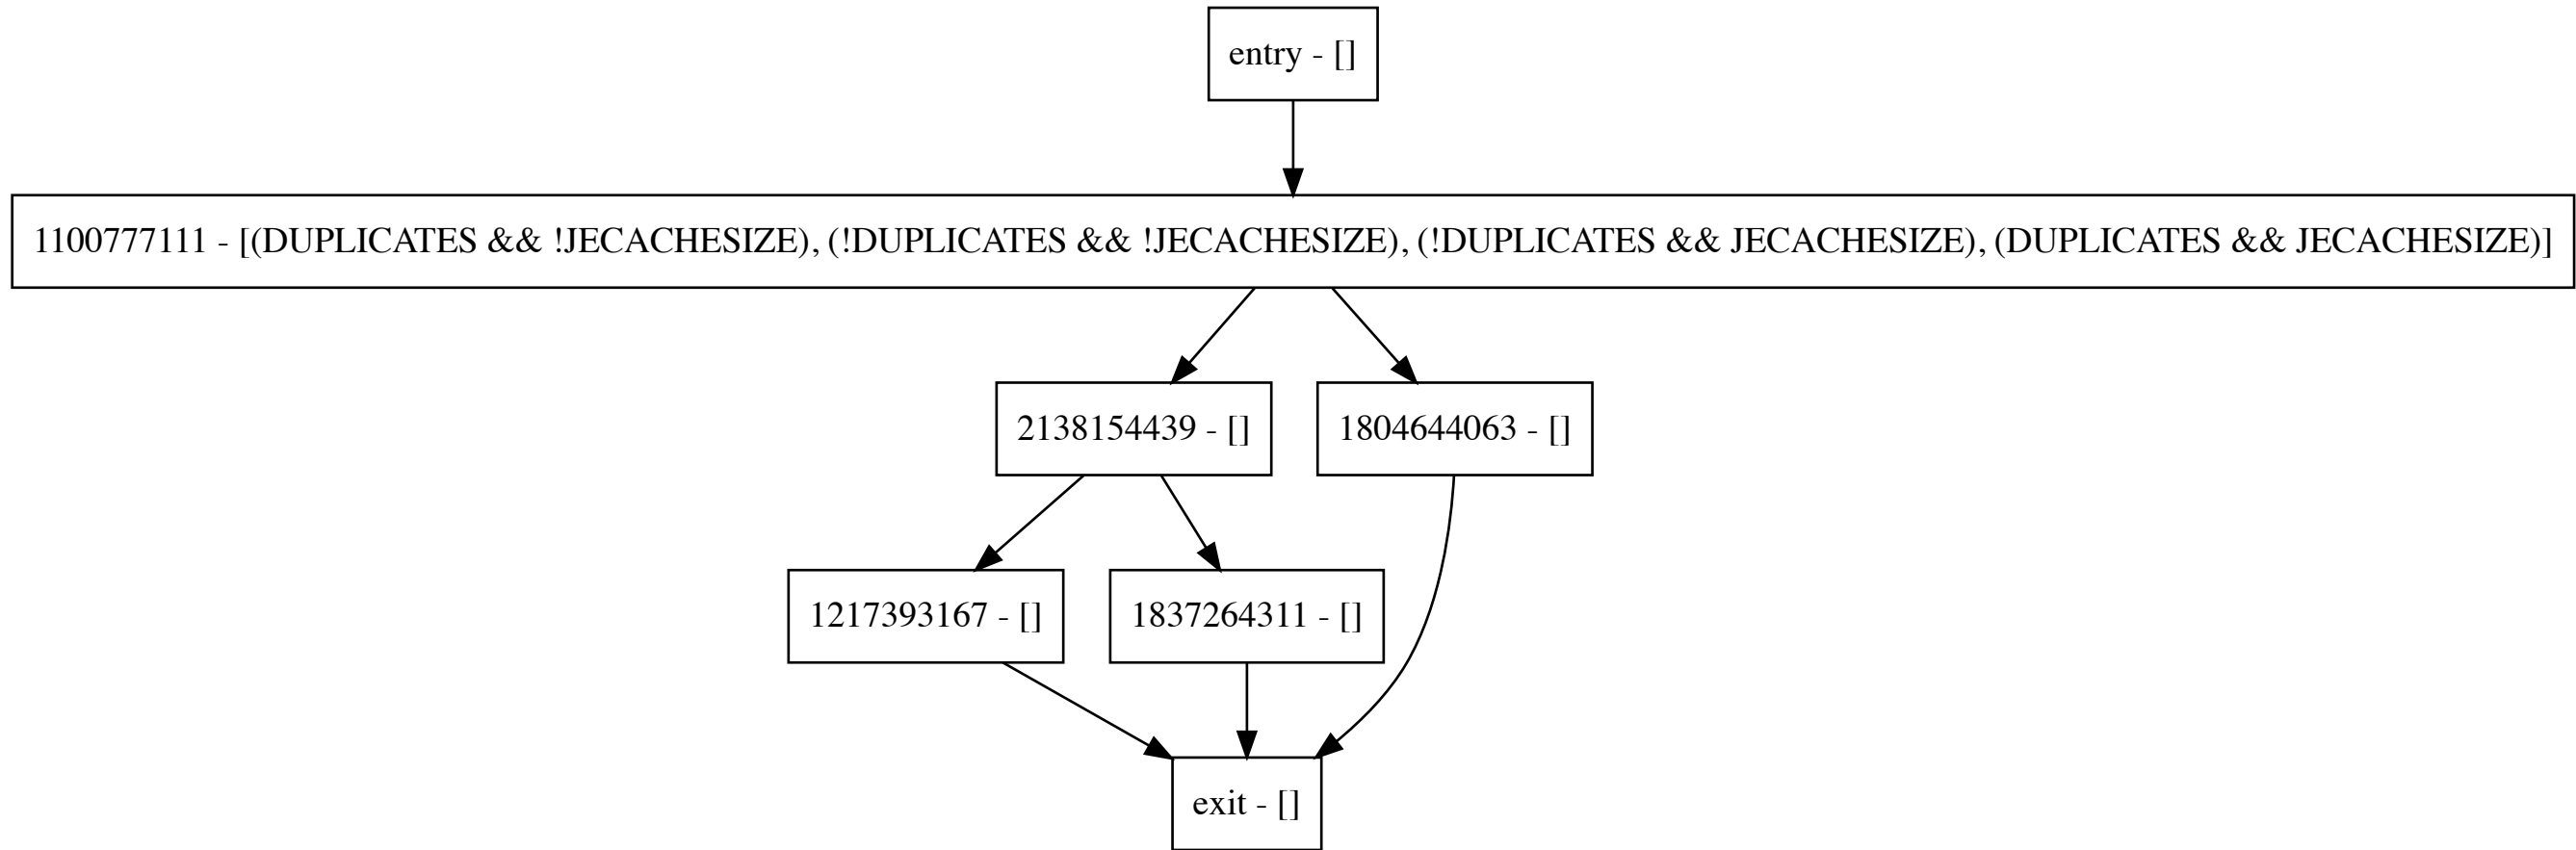 entry - []
1100777111 - [(DUPLICATES && !JECACHESIZE), (!DUPLICATES && !JECACHESIZE), (!DUPLICATES && JECACHESIZE), (DUPLICATES && JECACHESIZE)]
2138154439 - []
1804644063 - []
1217393167 - []
1837264311 - []
exit - []